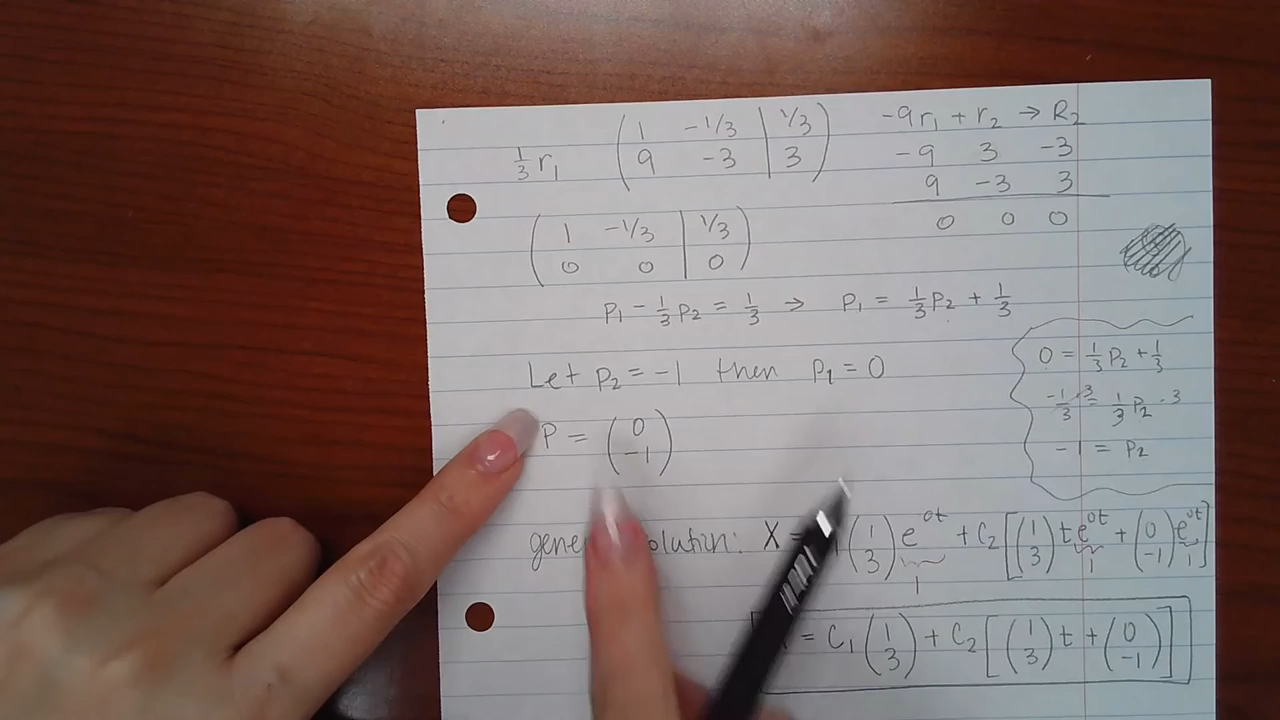 1/3 r₁ ( 1 -1/3 | 1/3 ) -9r₁ + r₂ → R₂
( 9 -3 | 3 ) -9 3 -3
9 -3 3
( 1 -1/3 | 1/3 ) 0 0 0
( 0 0 | 0 )
P₁ - 1/3 P₂ = 1/3 → P₁ = 1/3 P₂ + 1/3
0 = 1/3 P₂ + 1/3
Let P₂ = -1 then P₁ = 0
3· -1/3 = 1/3 P₂ · 3
P = ( 0 -1 )
-1 = P₂
X = ( 1 3 ) e^0t + C₂ [ ( 1 3 ) t e^0t + ( 0 -1 ) e^0t ]
1 1 1
= C₁ ( 1 3 ) + C₂ [ ( 1 3 ) t + ( 0 -1 ) ]